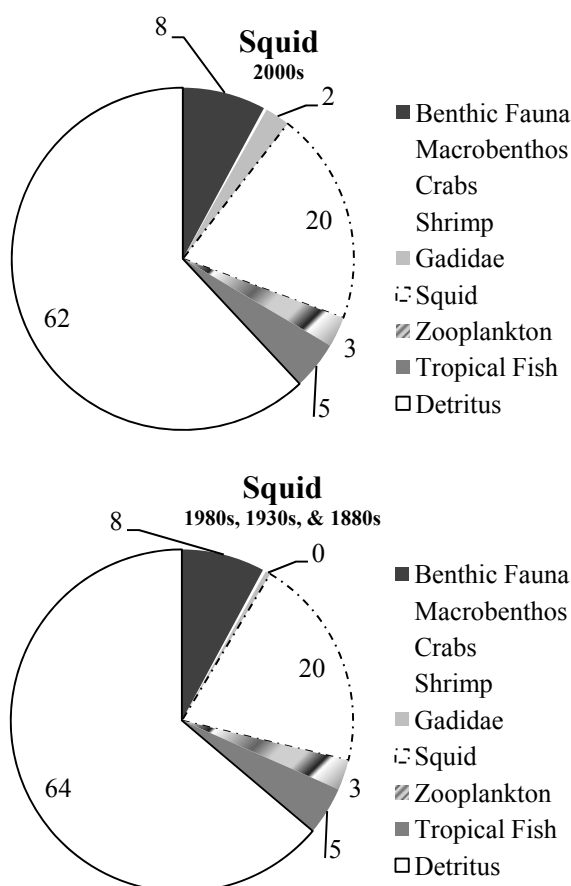 Squid
2000s
8
2
20
3
5
62
Benthic Fauna
Macrobenthos
Crabs
Shrimp
Gadidae
Squid
Zooplankton
Tropical Fish
Detritus
Squid
1980s, 1930s, & 1880s
8
0
20
3
5
64
Benthic Fauna
Macrobenthos
Crabs
Shrimp
Gadidae
Squid
Zooplankton
Tropical Fish
Detritus